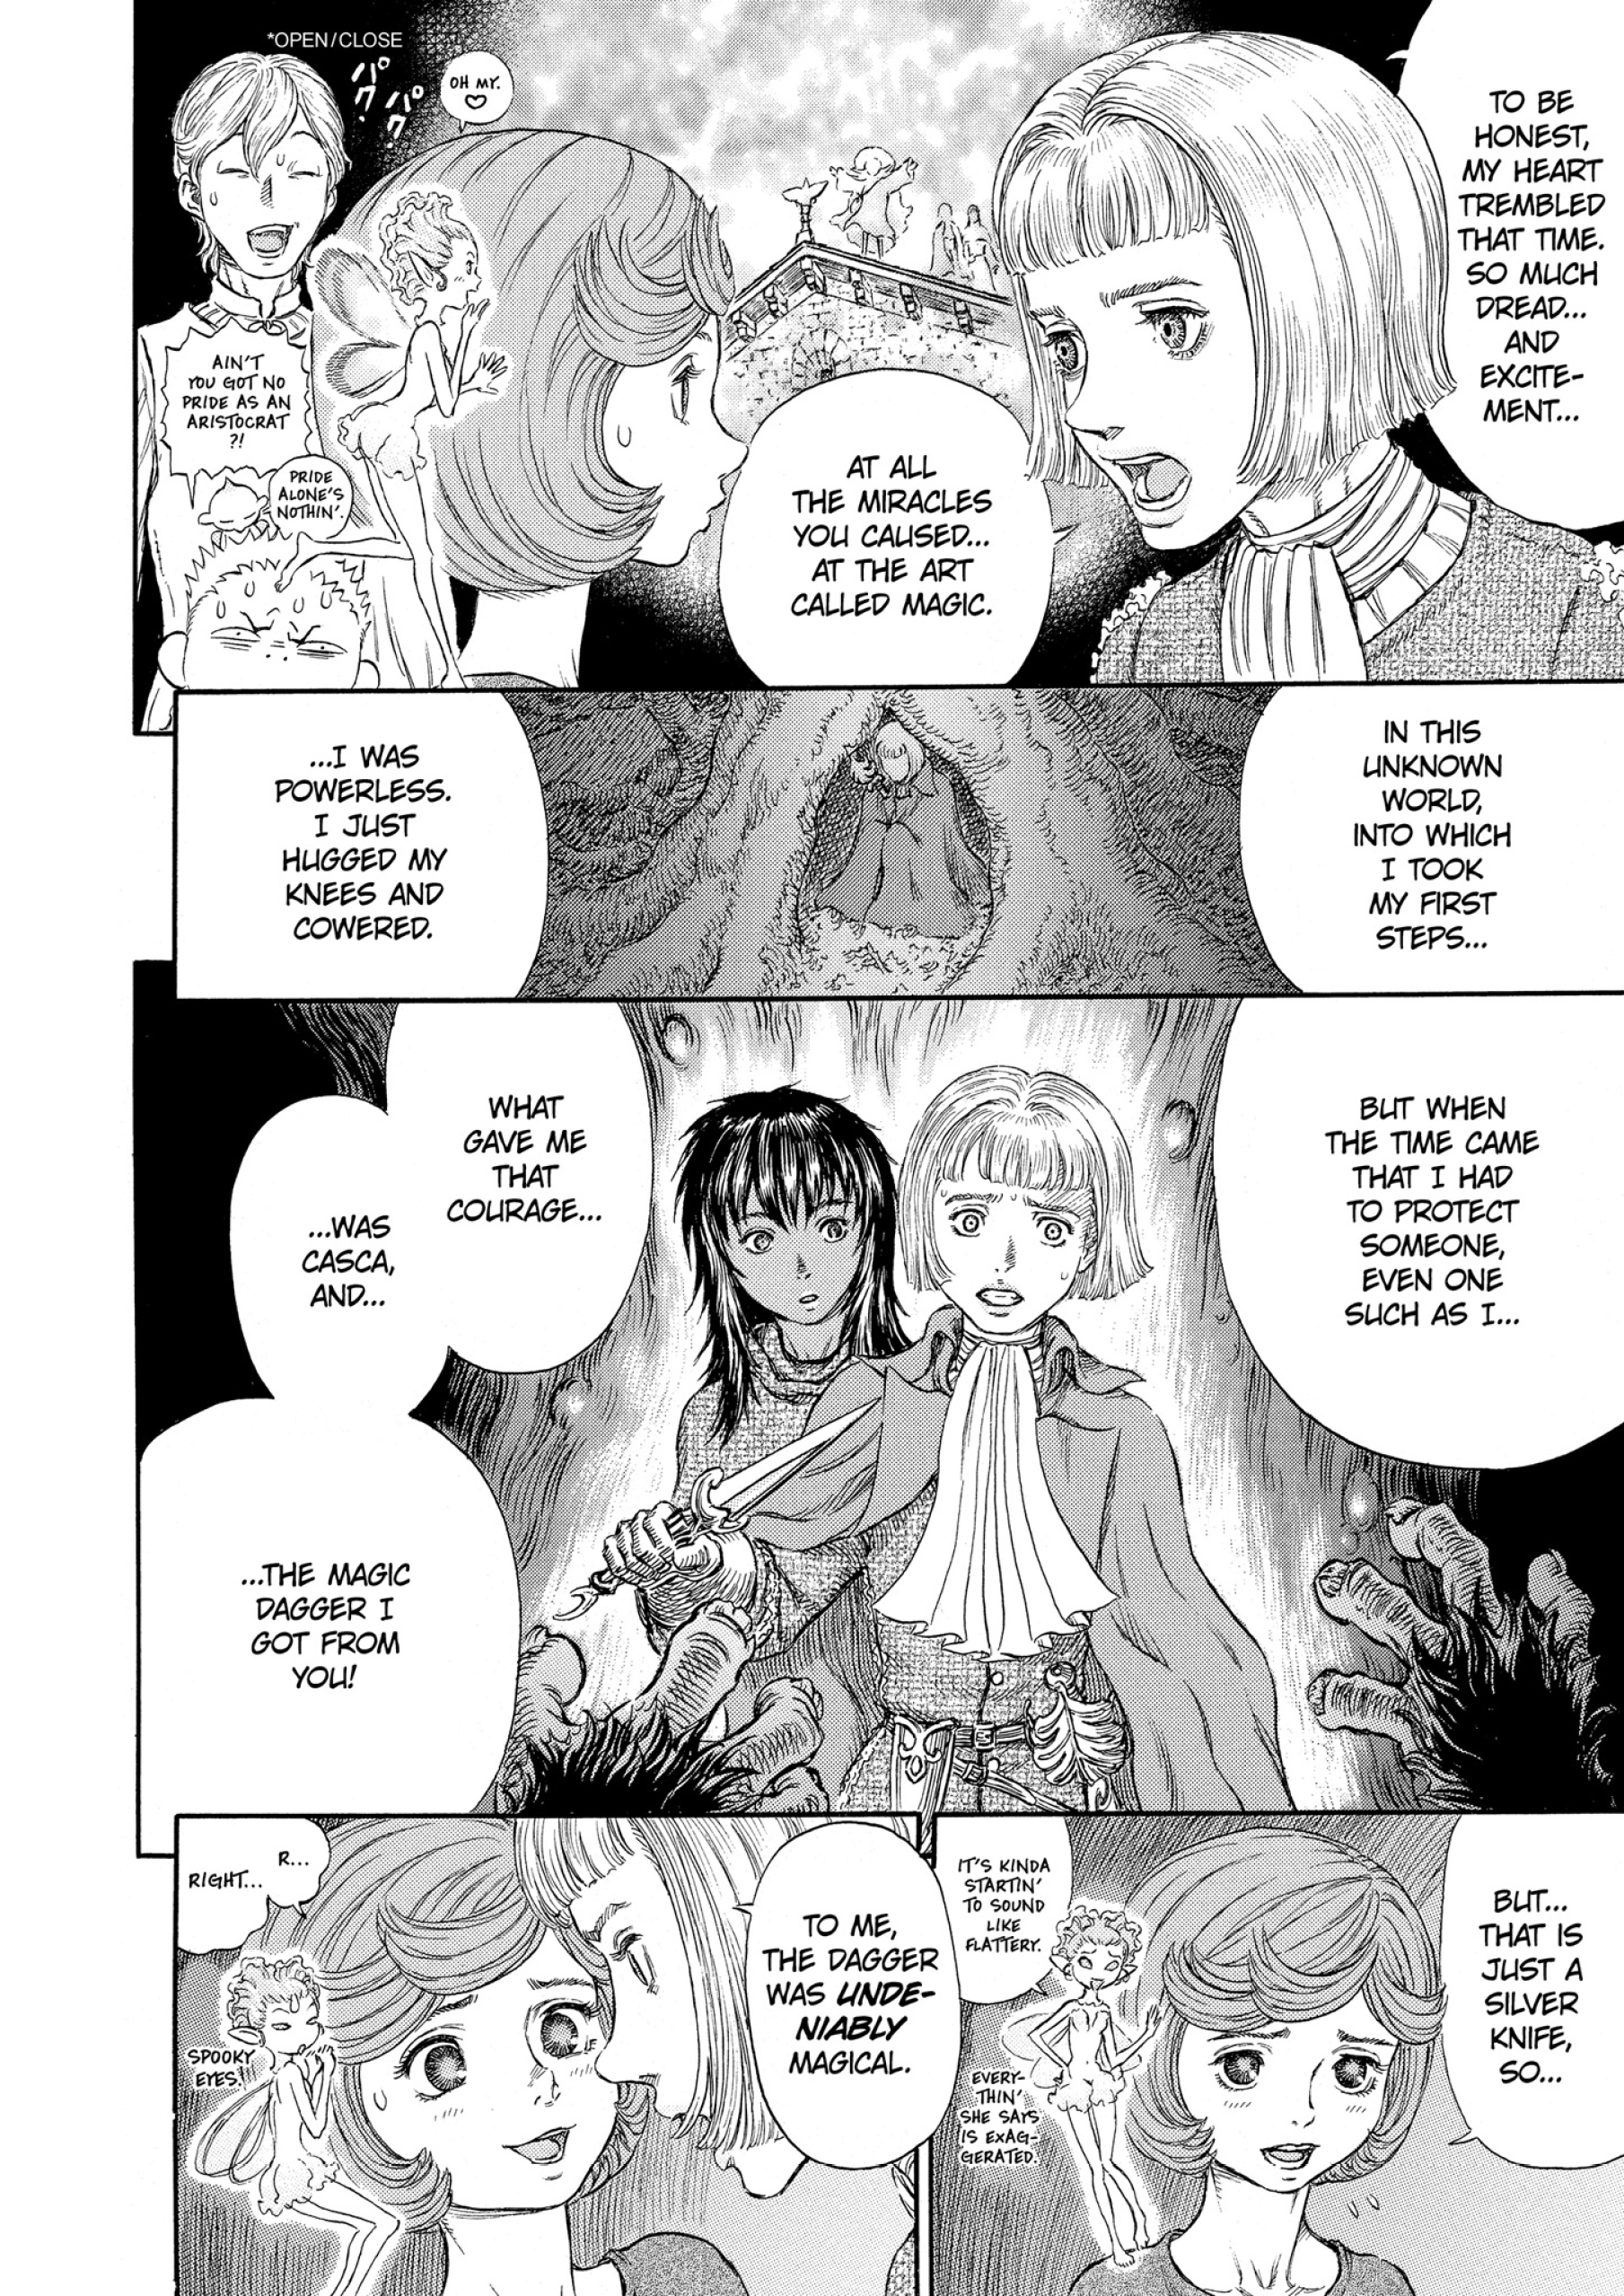 TO BE
HONEST,
MY HEART
TREMBLED
THAT TIME.
SO MUCH
DREAD...
AND
EXCITE-
MENT...
AT ALL
THE MIRACLES
YOU CAUSED...
AT THE ART
CALLED MAGIC.
OH MY.
♡
*OPEN/CLOSE
パクパク
AIN'T
YOU GOT NO
PRIDE AS AN
ARISTOCRAT
?!
PRIDE
ALONE'S
NOTHIN'.
IN THIS
UNKNOWN
WORLD,
INTO WHICH
I TOOK
MY FIRST
STEPS...
...I WAS
POWERLESS.
I JUST
HUGGED MY
KNEES AND
COWERED.
BUT WHEN
THE TIME CAME
THAT I HAD
TO PROTECT
SOMEONE,
EVEN ONE
SUCH AS I...
WHAT
GAVE ME
THAT
COURAGE...
...WAS
CASCA,
AND...
...THE MAGIC
DAGGER I
GOT FROM
YOU!
BUT...
THAT IS
JUST A
SILVER
KNIFE,
SO...
IT'S KINDA
STARTIN'
TO SOUND
LIKE
FLATTERY.
EVERY-
THIN'
SHE SAYS
IS EXAG-
GERATED.
TO ME,
THE DAGGER
WAS UNDE-
NIABLY
MAGICAL.
R...
RIGHT...
SPOOKY
EYES!